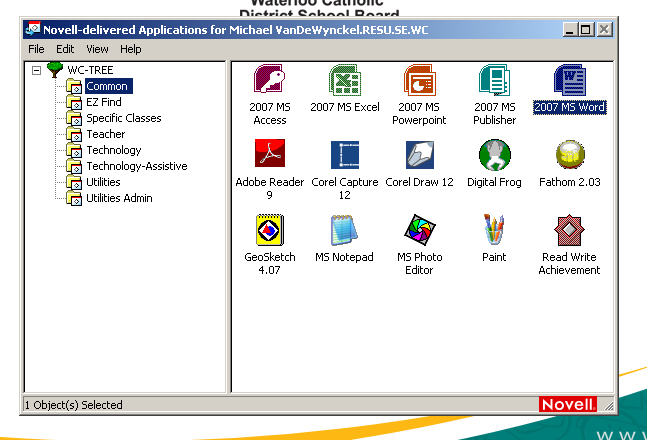 Waterloo Catholic
District School Board
Novell-delivered Applications for Michael VanDeWynckel.RESU.SE.WC
File Edit View Help
WC-TREE
Common
EZ Find
Specific Classes
Teacher
Technology
Technology-Assistive
Utilities
Utilities Admin
2007 MS
Access
2007 MS Excel
2007 MS
Powerpoint
2007 MS
Publisher
2007 MS Word
Adobe Reader
9
Corel Capture
12
Corel Draw 12
Digital Frog
Fathom 2.03
GeoSketch
4.07
MS Notepad
MS Photo
Editor
Paint
Read Write
Achievement
1 Object(s) Selected
Novell.
w w w